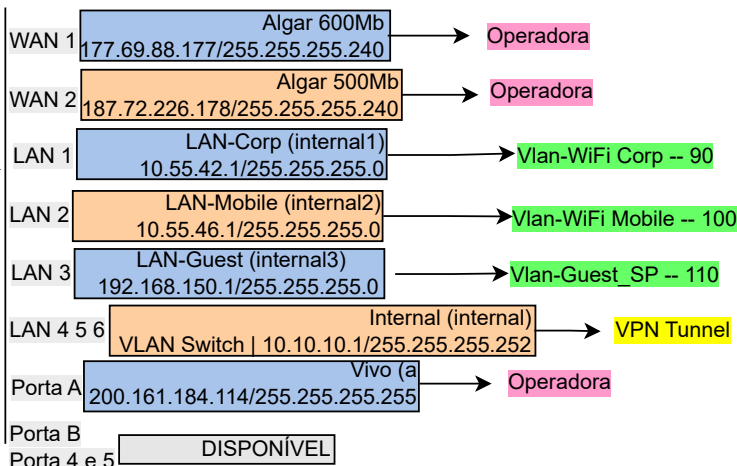 WAN 1
Algar 600Mb
177.69.88.177/255.255.255.240
Operadora
WAN 2
Algar 500Mb
187.72.226.178/255.255.255.240
Operadora
LAN 1
LAN-Corp (internal1)
10.55.42.1/255.255.255.0
Vlan-WiFi Corp -- 90
LAN 2
LAN-Mobile (internal2)
10.55.46.1/255.255.255.0
Vlan-WiFi Mobile -- 100
LAN 3
LAN-Guest (internal3)
192.168.150.1/255.255.255.0
Vlan-Guest_SP -- 110
LAN 4 5 6
Internal (internal)
VLAN Switch | 10.10.10.1/255.255.255.252
VPN Tunnel
Porta A
Vivo (a
200.161.184.114/255.255.255.255
Operadora
Porta B
Porta 4 e 5
DISPONÍVEL